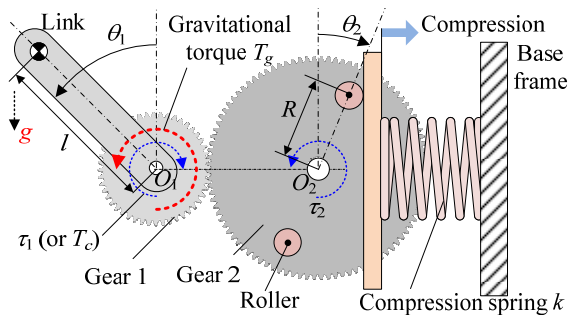 Link
θ1
Gravitational
torque Tg
θ2
Compression
Base
frame
g
l
R
O1
O2
τ1 (or Tc)
τ2
Gear 1
Gear 2
Roller
Compression spring k